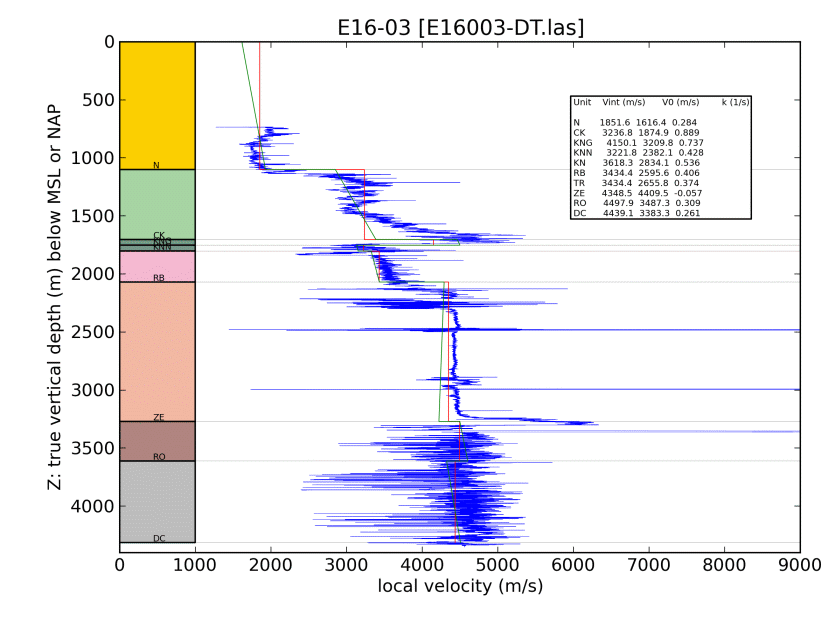 E16-03 [E16003-DT.las]
Z: true vertical depth (m) below MSL or NAP
0
500
1000
1500
2000
2500
3000
3500
4000
N
CK
KNG
KNN
RB
ZE
RO
DC
Unit Vint (m/s) V0 (m/s) k (1/s)
N 1851.6 1616.4 0.284
CK 3236.8 1874.9 0.889
KNG 4150.1 3209.8 0.737
KNN 3221.8 2382.1 0.428
KN 3618.3 2834.1 0.536
RB 3434.4 2595.6 0.406
TR 3434.4 2655.8 0.374
ZE 4348.5 4409.5 -0.057
RO 4497.9 3487.3 0.309
DC 4439.1 3383.3 0.261
0 1000 2000 3000 4000 5000 6000 7000 8000 9000
local velocity (m/s)